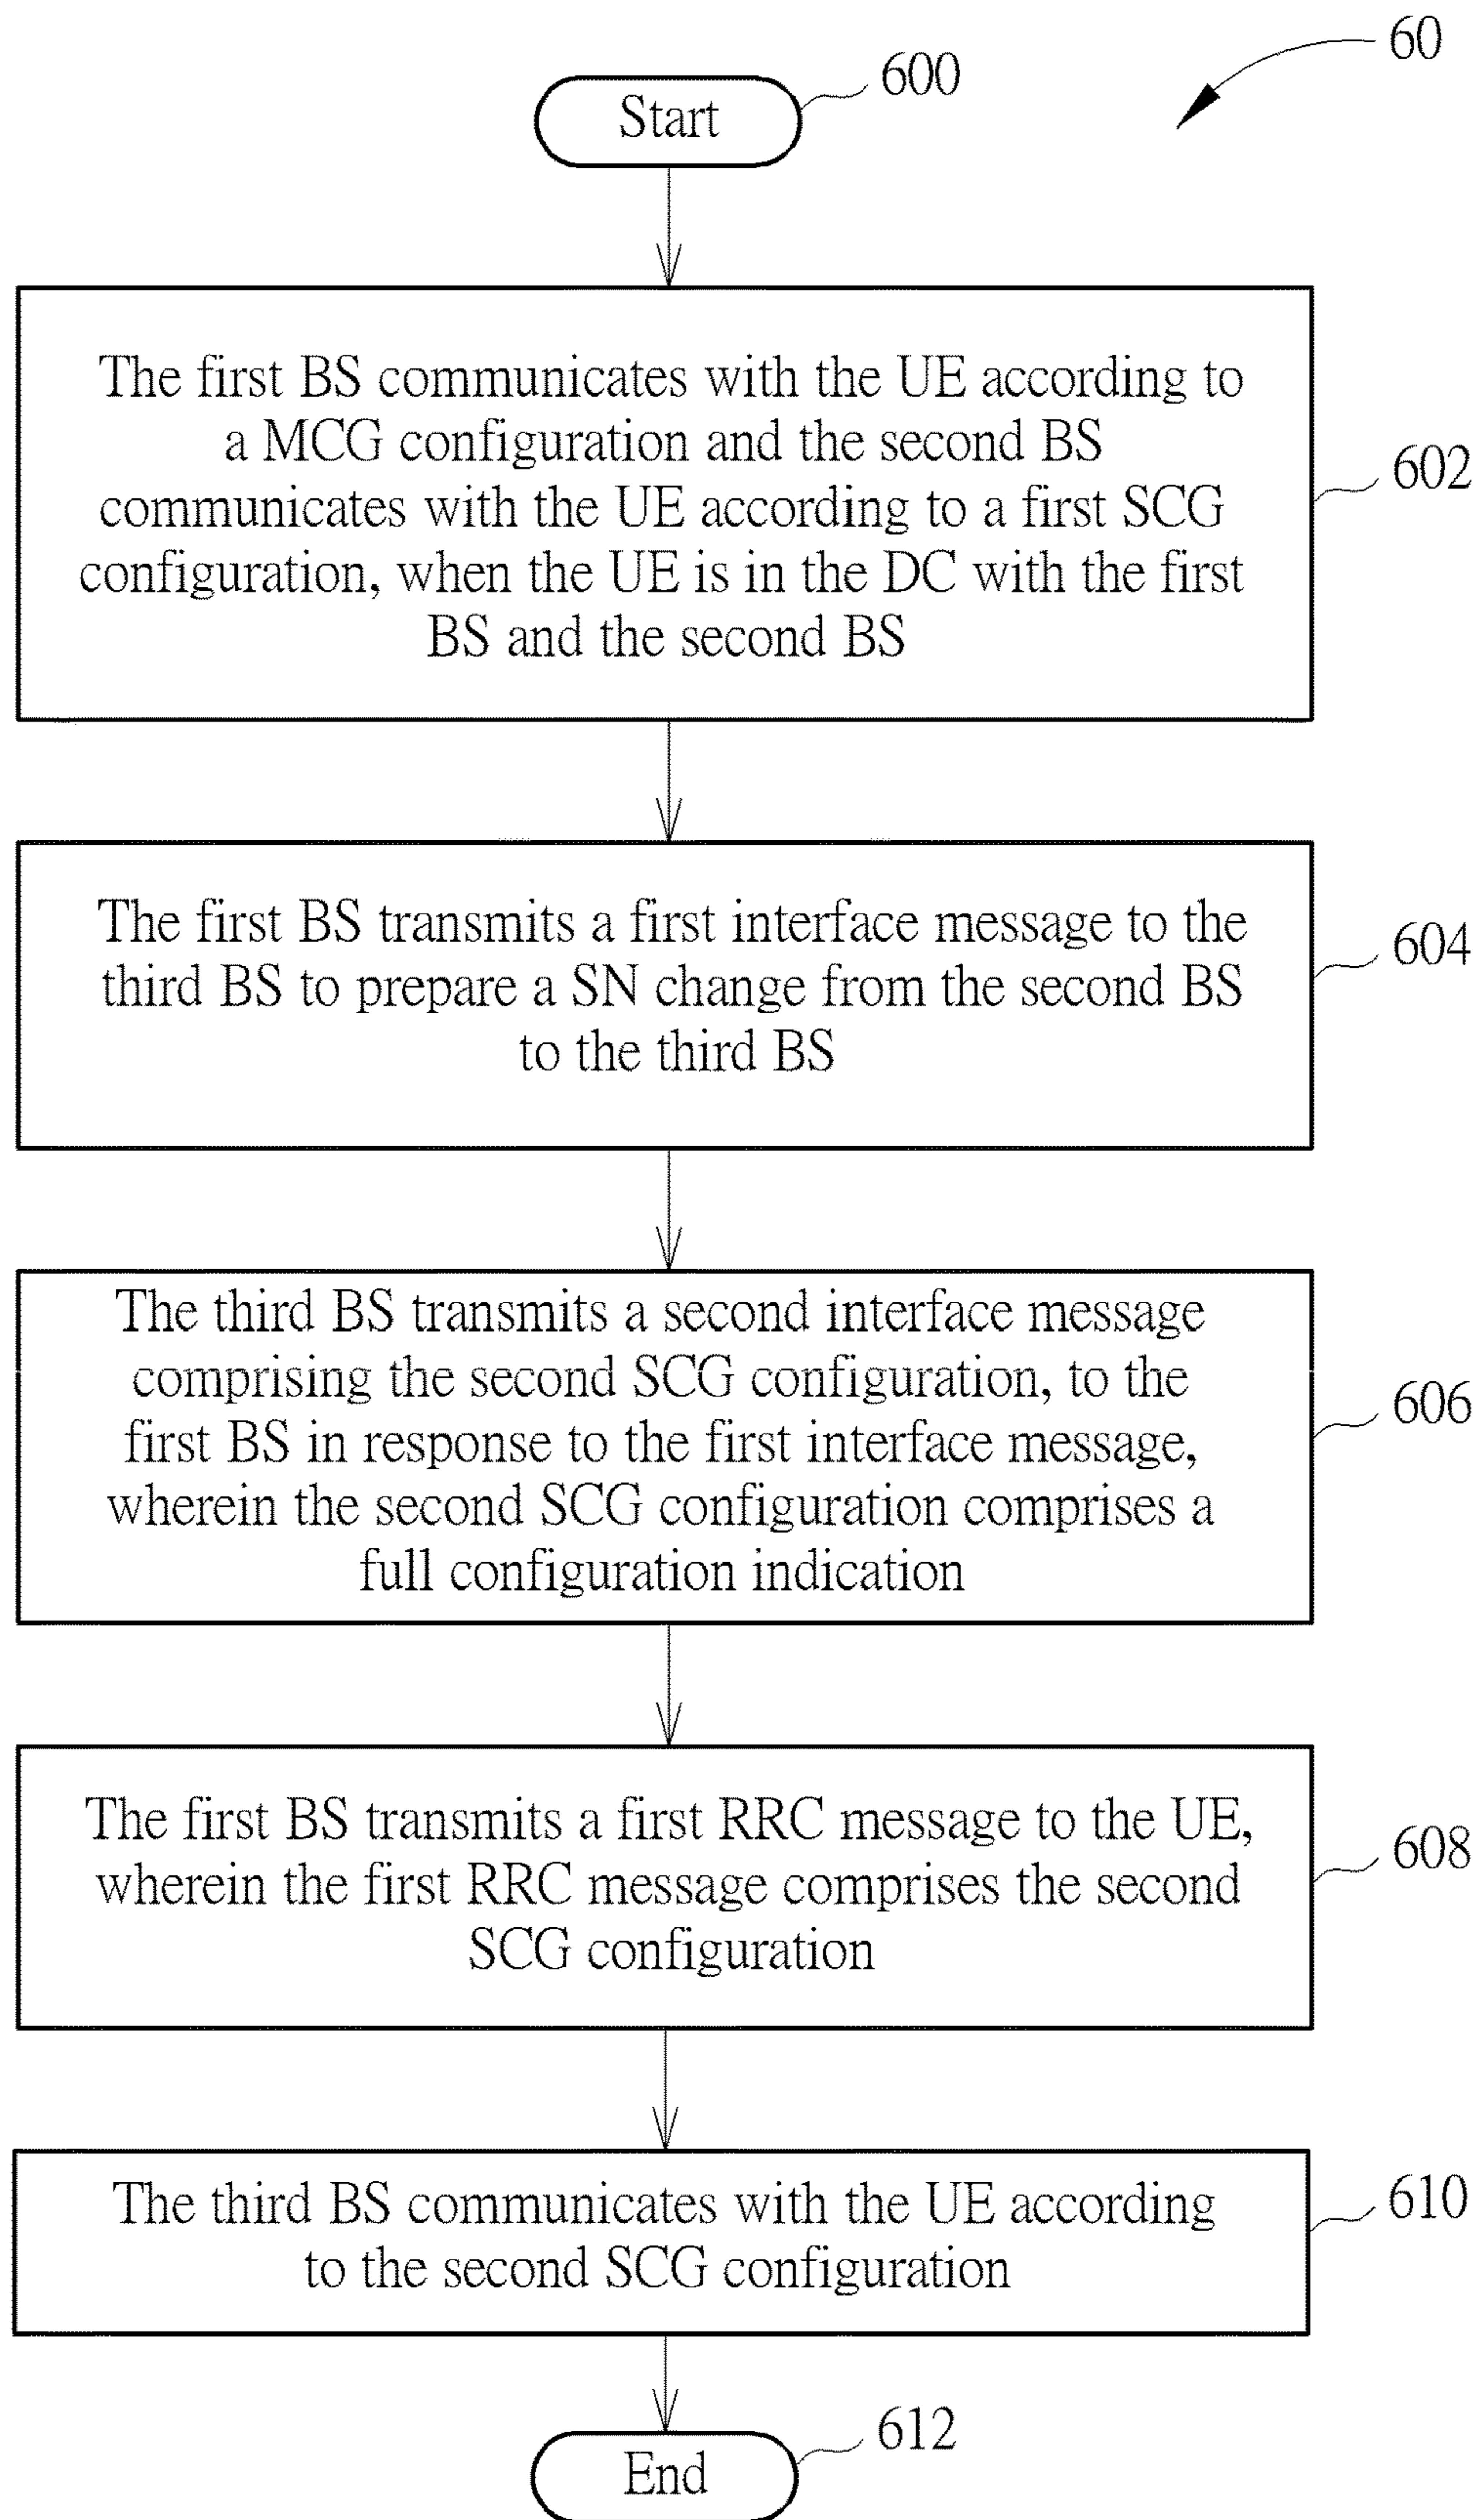 60
600
Start
The first BS communicates with the UE according to
a MCG configuration and the second BS
communicates with the UE according to a first SCG
configuration, when the UE is in the DC with the first
BS and the second BS
602
The first BS transmits a first interface message to the
third BS to prepare a SN change from the second BS
to the third BS
604
The third BS transmits a second interface message
comprising the second SCG configuration, to the
first BS in response to the first interface message,
wherein the second SCG configuration comprises a
full configuration indication
606
The first BS transmits a first RRC message to the UE,
wherein the first RRC message comprises the second
SCG configuration
608
The third BS communicates with the UE according
to the second SCG configuration
610
612
End